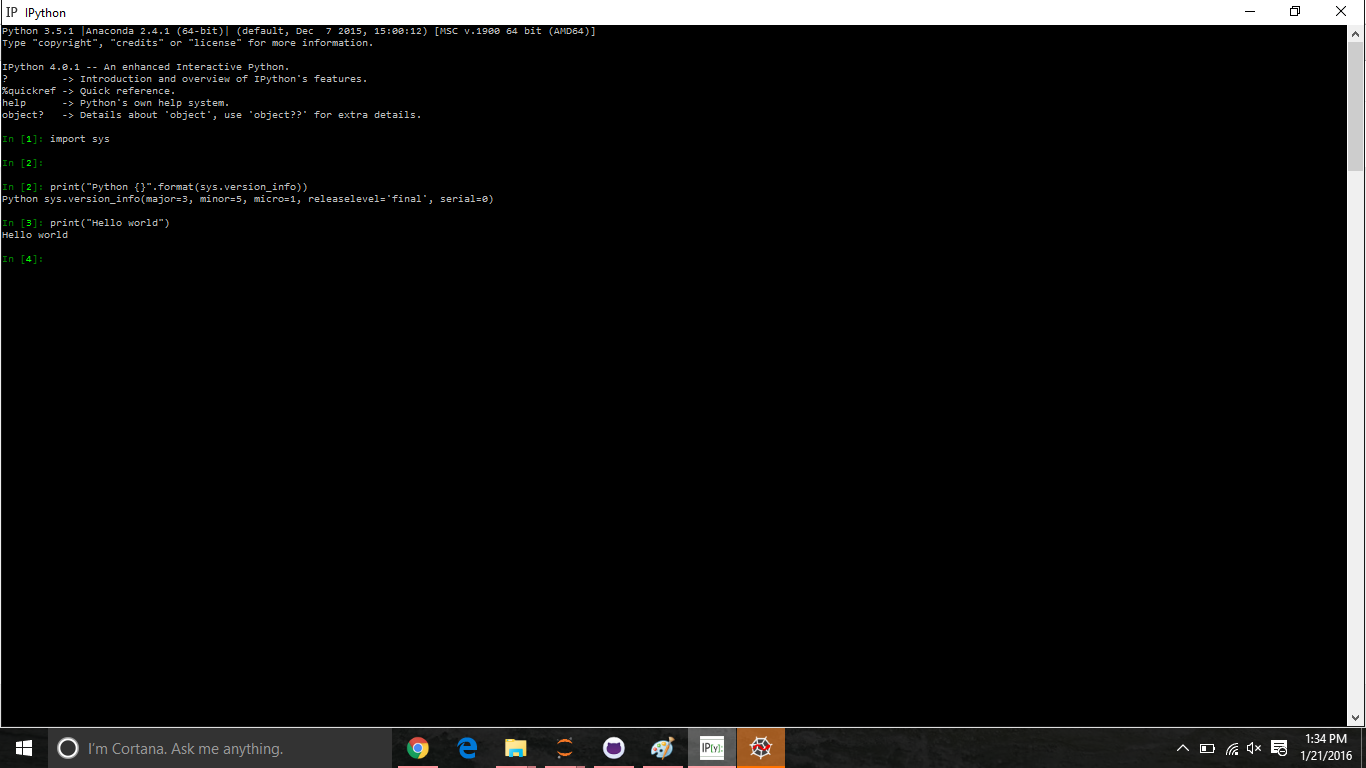 IP IPython
Python 3.5.1 |Anaconda 2.4.1 (64-bit)| (default, Dec  7 2015, 15:00:12) [MSC v.1900 64 bit (AMD64)]
Type "copyright", "credits" or "license" for more information.
IPython 4.0.1 -- An enhanced Interactive Python.
?         -> Introduction and overview of IPython's features.
%quickref -> Quick reference.
help      -> Python's own help system.
object?   -> Details about 'object', use 'object??' for extra details.
In [1]: import sys
In [2]:
In [2]: print("Python {}".format(sys.version_info))
Python sys.version_info(major=3, minor=5, micro=1, releaselevel='final', serial=0)
In [3]: print("Hello world")
Hello world
In [4]:
I'm Cortana. Ask me anything.
IP[y]:
1:34 PM
1/21/2016